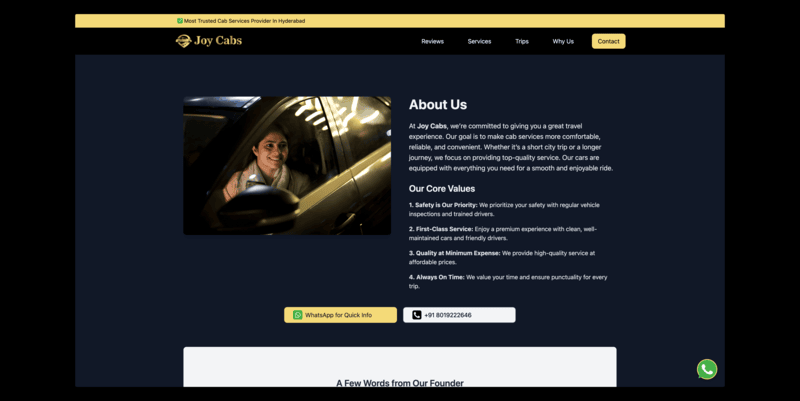 Most Trusted Cab Services Provider In Hyderabad
Joy Cabs
Reviews
Services
Trips
Why Us
Contact
About Us
At Joy Cabs, we're committed to giving you a great travel
experience. Our goal is to make cab services more comfortable,
reliable, and convenient. Whether it's a short city trip or a longer
journey, we focus on providing top-quality service. Our cars are
equipped with everything you need for a smooth and enjoyable ride.
Our Core Values
1. Safety is Our Priority: We prioritize your safety with regular vehicle
inspections and trained drivers.
2. First-Class Service: Enjoy a premium experience with clean, well-
maintained cars and friendly drivers.
3. Quality at Minimum Expense: We provide high-quality service at
affordable prices.
4. Always On Time: We value your time and ensure punctuality for every
trip.
WhatsApp for Quick Info
+91 8019222646
A Few Words from Our Founder